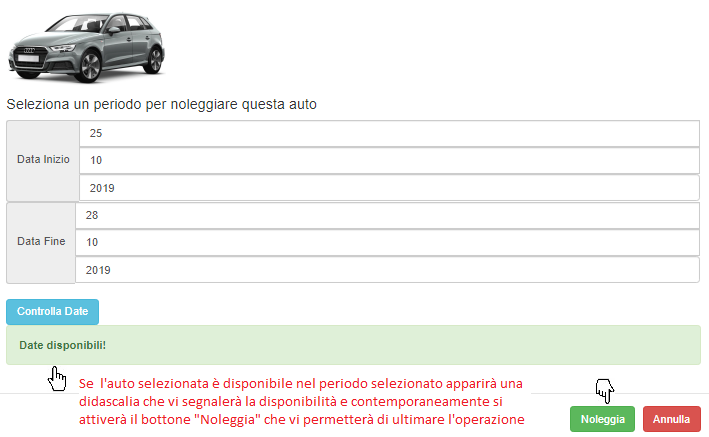 Seleziona un periodo per noleggiare questa auto
Data Inizio
25
10
2019
Data Fine
28
10
2019
Controlla Date
Date disponibili!
Se l'auto selezionata è disponibile nel periodo selezionato apparirà una
didascalia che vi segnalerà la disponibilità e contemporaneamente si
attiverà il bottone "Noleggia" che vi permetterà di ultimare l'operazione
Noleggia
Annulla